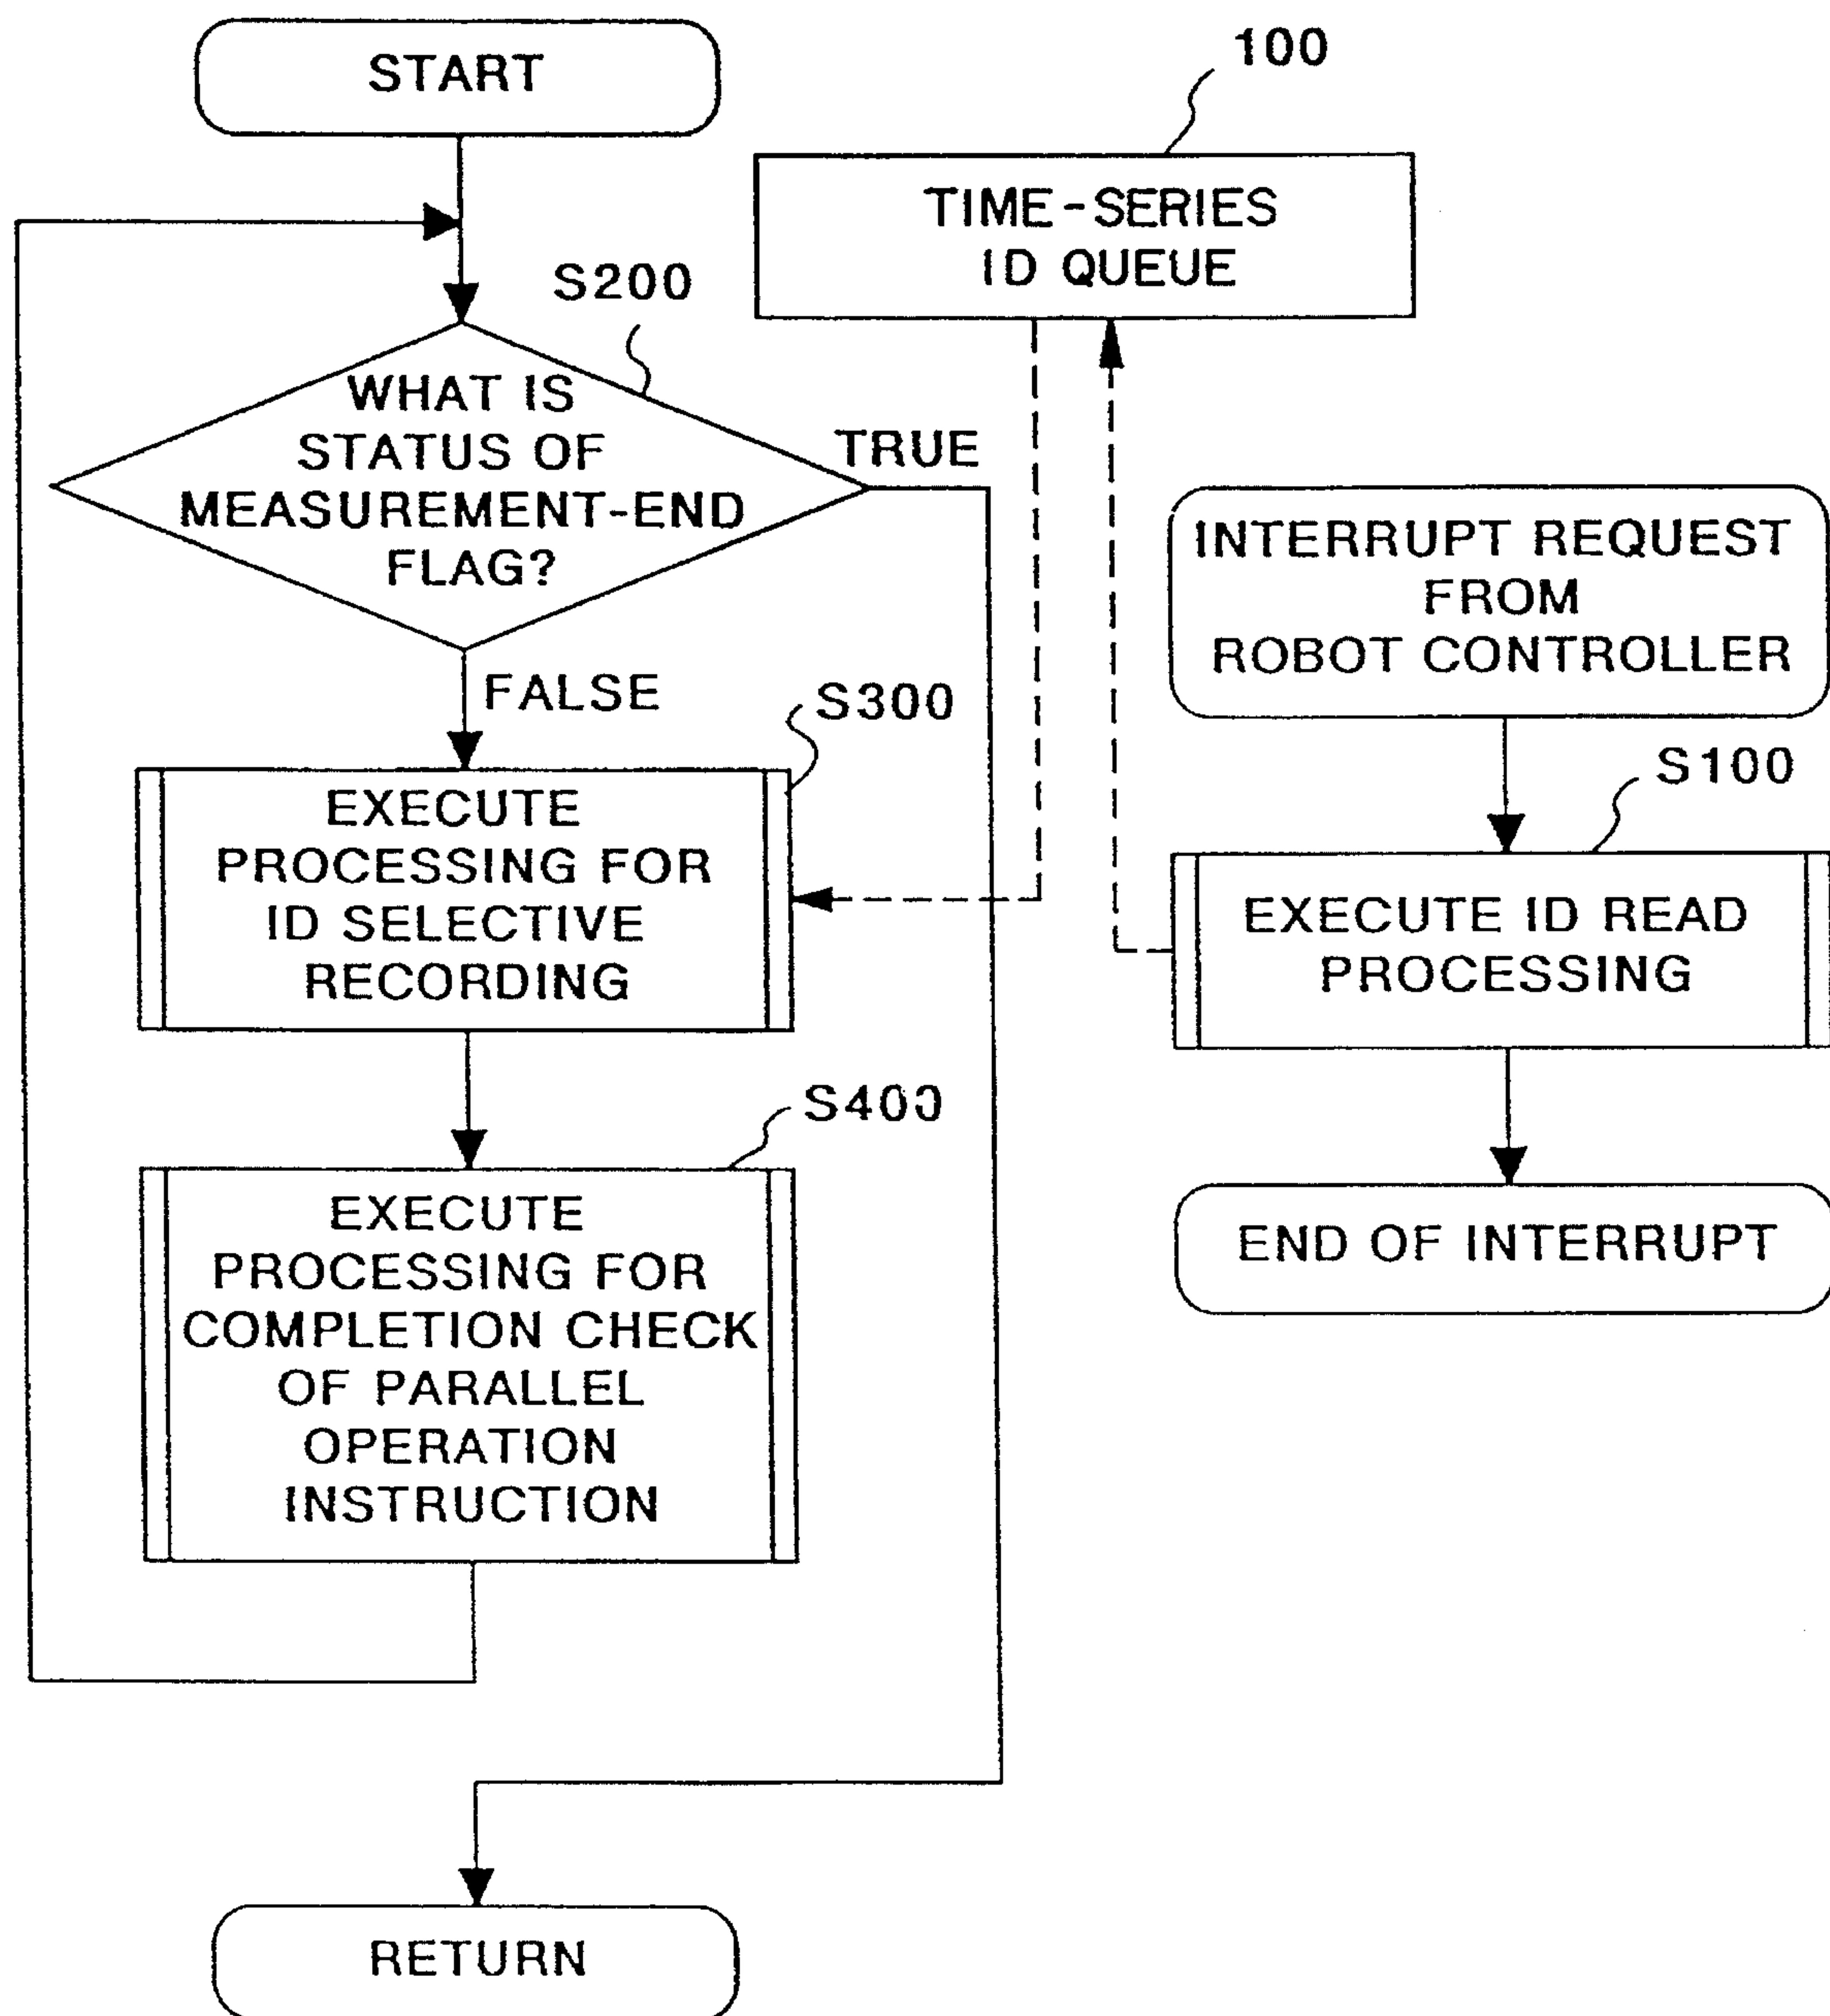 START
100
TIME-SERIES
ID QUEUE
S200
WHAT IS
STATUS OF
MEASUREMENT-END
FLAG?
TRUE
FALSE
S300
EXECUTE
PROCESSING FOR
ID SELECTIVE
RECORDING
S400
EXECUTE
PROCESSING FOR
COMPLETION CHECK
OF PARALLEL
OPERATION
INSTRUCTION
RETURN
INTERRUPT REQUEST
FROM
ROBOT CONTROLLER
S100
EXECUTE ID READ
PROCESSING
END OF INTERRUPT